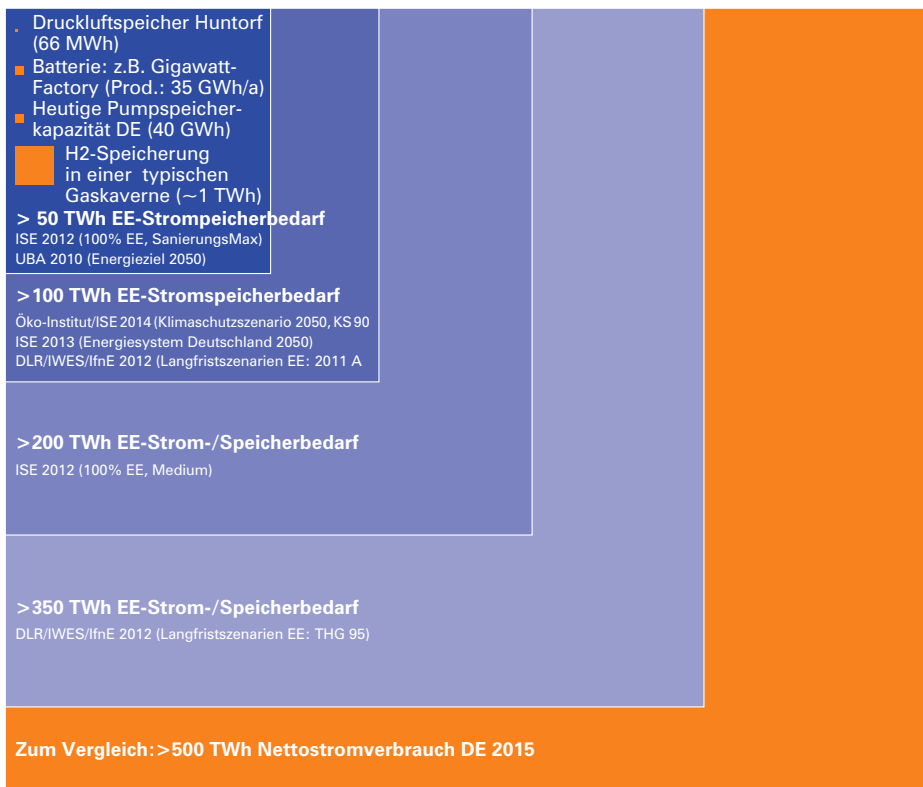 Druckluftspeicher Huntorf
(66 MWh)
Batterie: z.B. Gigawatt-
Factory (Prod.: 35 GWh/a)
Heutige Pumpspeicher-
kapazität DE (40 GWh)
H2-Speicherung
in einer typischen
Gaskaverne (~1 TWh)
> 50 TWh EE-Strompeicherbedarf
ISE 2012 (100% EE, SanierungsMax)
UBA 2010 (Energieziel 2050)
>100 TWh EE-Stromspeicherbedarf
Öko-Institut/ISE 2014 (Klimaschutzszenario 2050, KS 90
ISE 2013 (Energiesystem Deutschland 2050)
DLR/IWES/IfnE 2012 (Langfristszenarien EE: 2011 A
>200 TWh EE-Strom-/Speicherbedarf
ISE 2012 (100% EE, Medium)
>350 TWh EE-Strom-/Speicherbedarf
DLR/IWES/IfnE 2012 (Langfristszenarien EE: THG 95)
Zum Vergleich: >500 TWh Nettostromverbrauch DE 2015